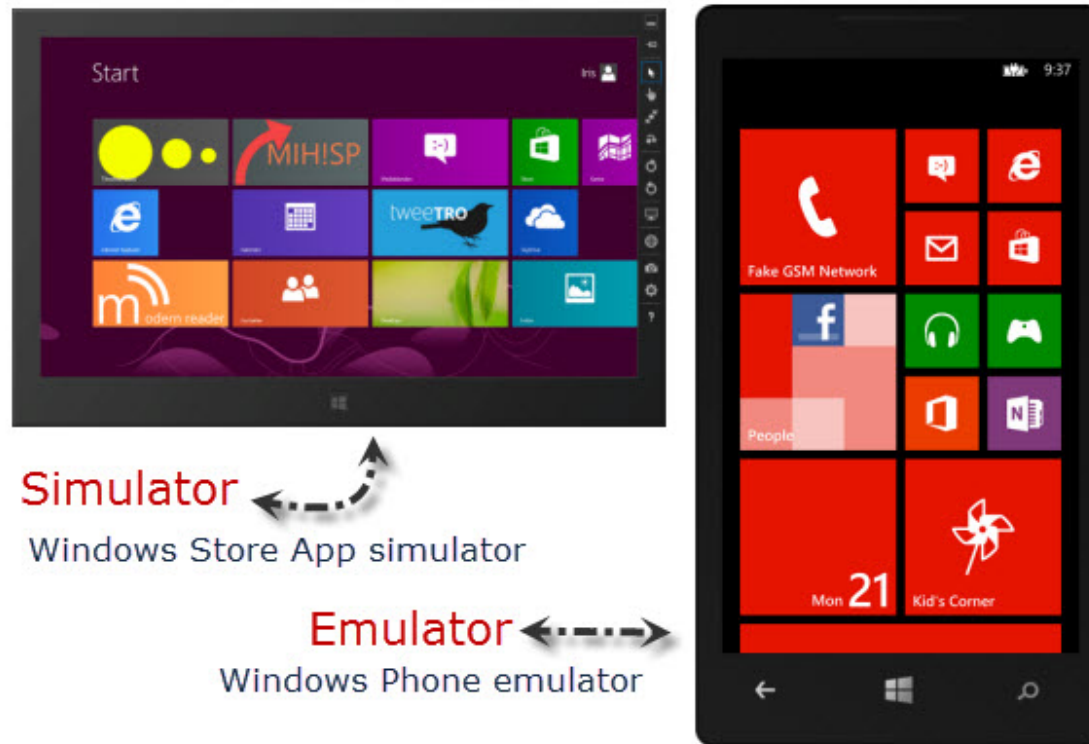 Start
Iris
MIH!SP
Store
tweeTRO
modern reader
9:37
Fake GSM Network
f
People
N
Mon 21
Kid's Corner
Simulator
Windows Store App simulator
Emulator
Windows Phone emulator